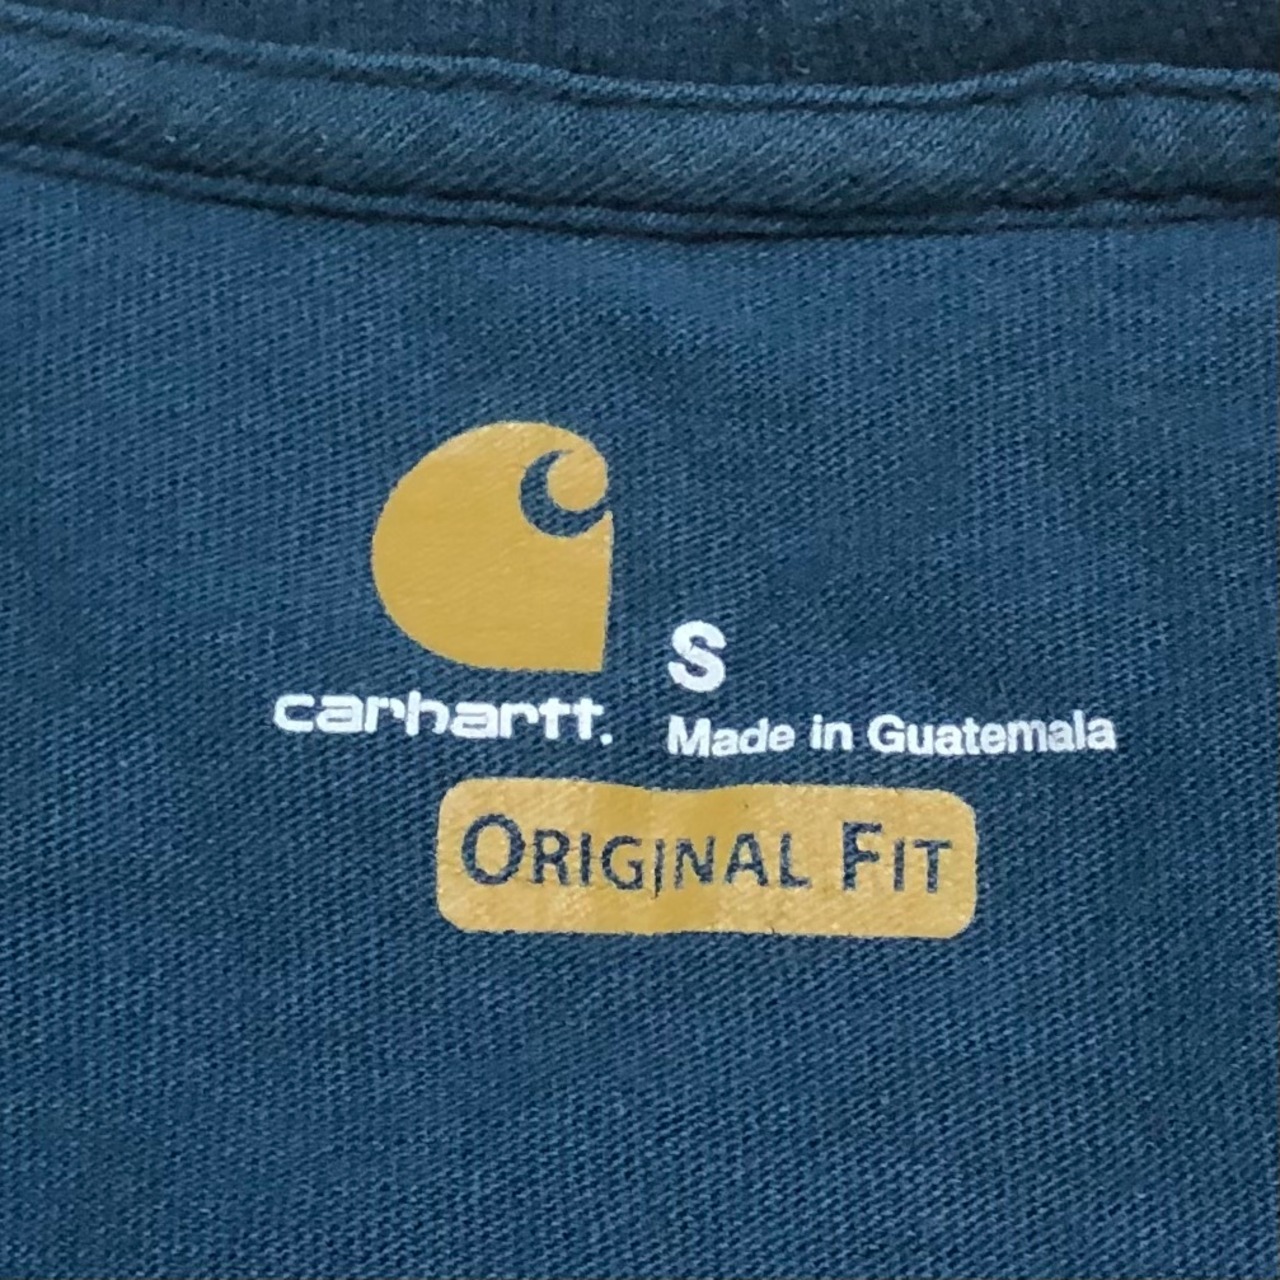 S
carhartt.
Made in Guatemala
ORIGINAL FIT